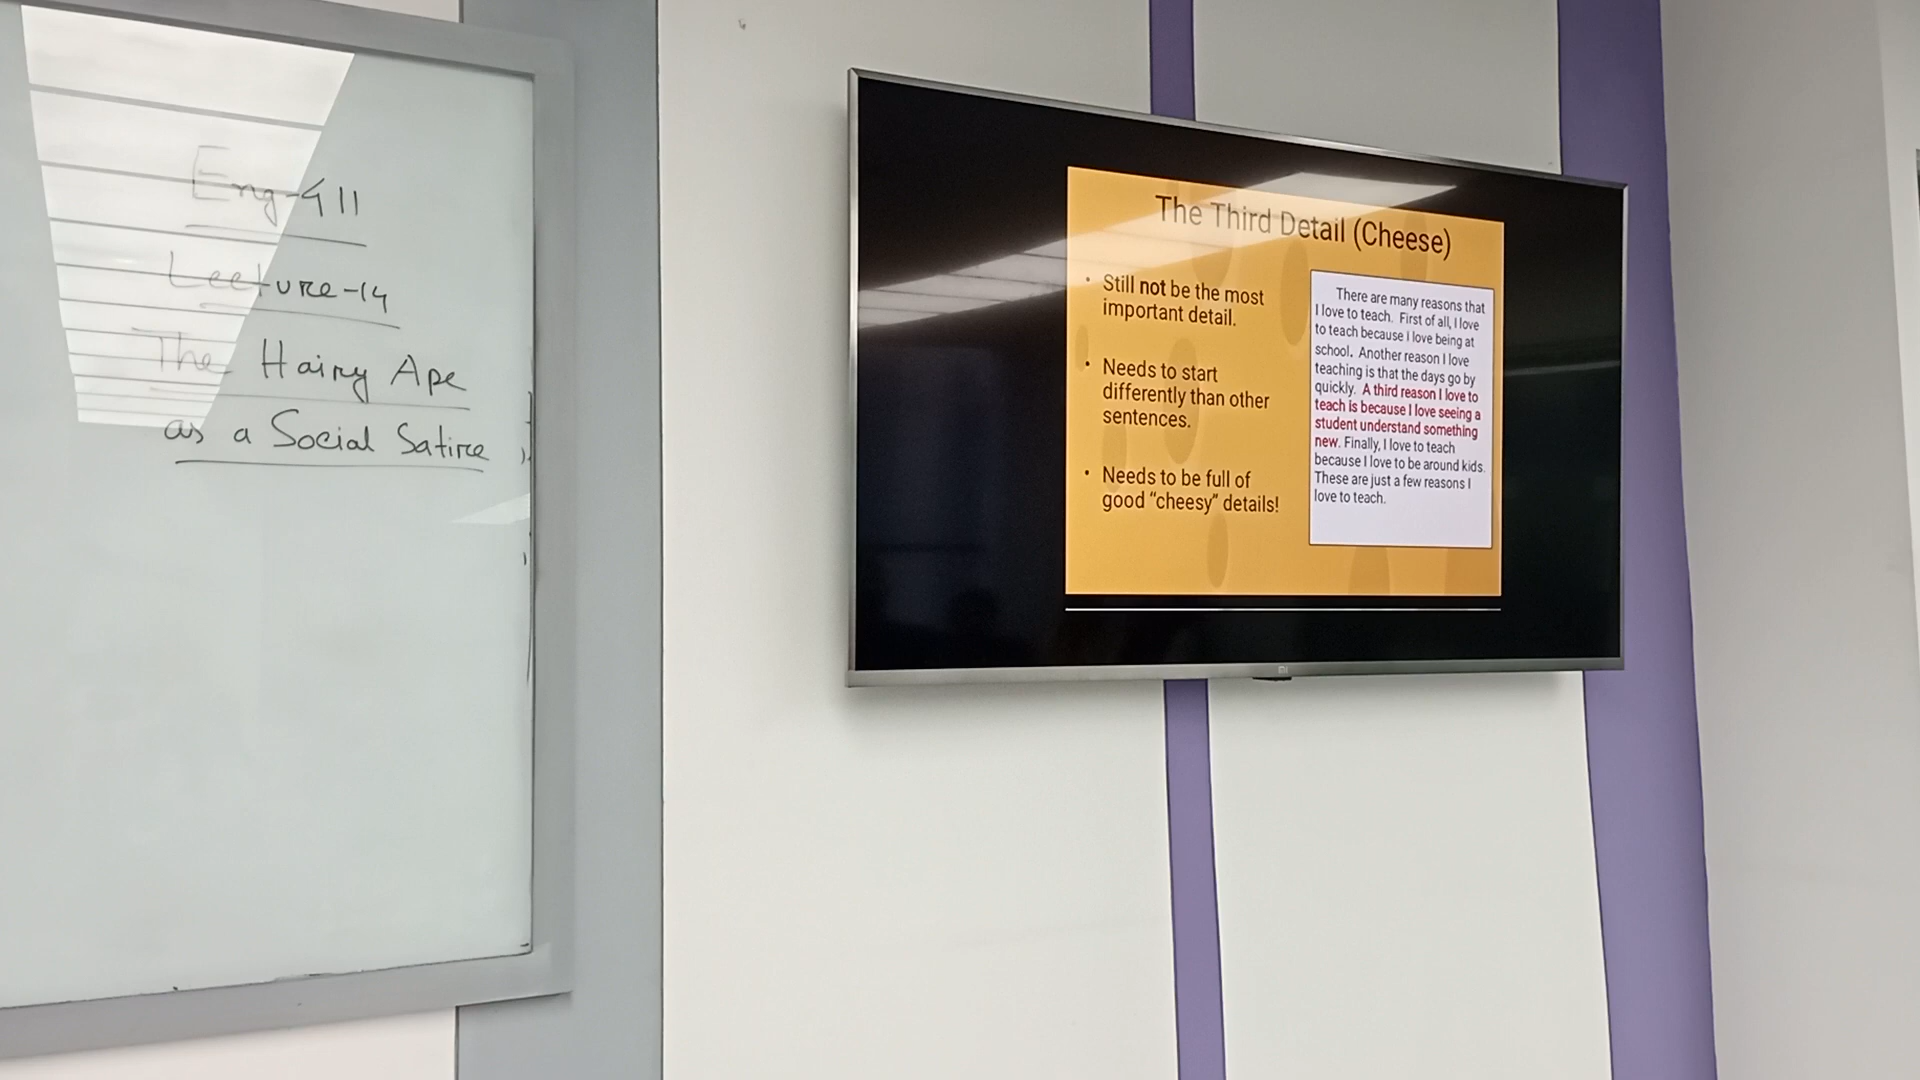 Eng-411
Lecture-14
The Hairy Ape
as a Social Satire
The Third Detail (Cheese)
• Still not be the most
important detail.
• Needs to start
differently than other
sentences.
• Needs to be full of
good “cheesy” details!
There are many reasons that
I love to teach. First of all, I love
to teach because I love being at
school. Another reason I love
teaching is that the days go by
quickly. A third reason I love to
teach is because I love seeing a
student understand something
new. Finally, I love to teach
because I love to be around kids.
These are just a few reasons I
love to teach.
mi